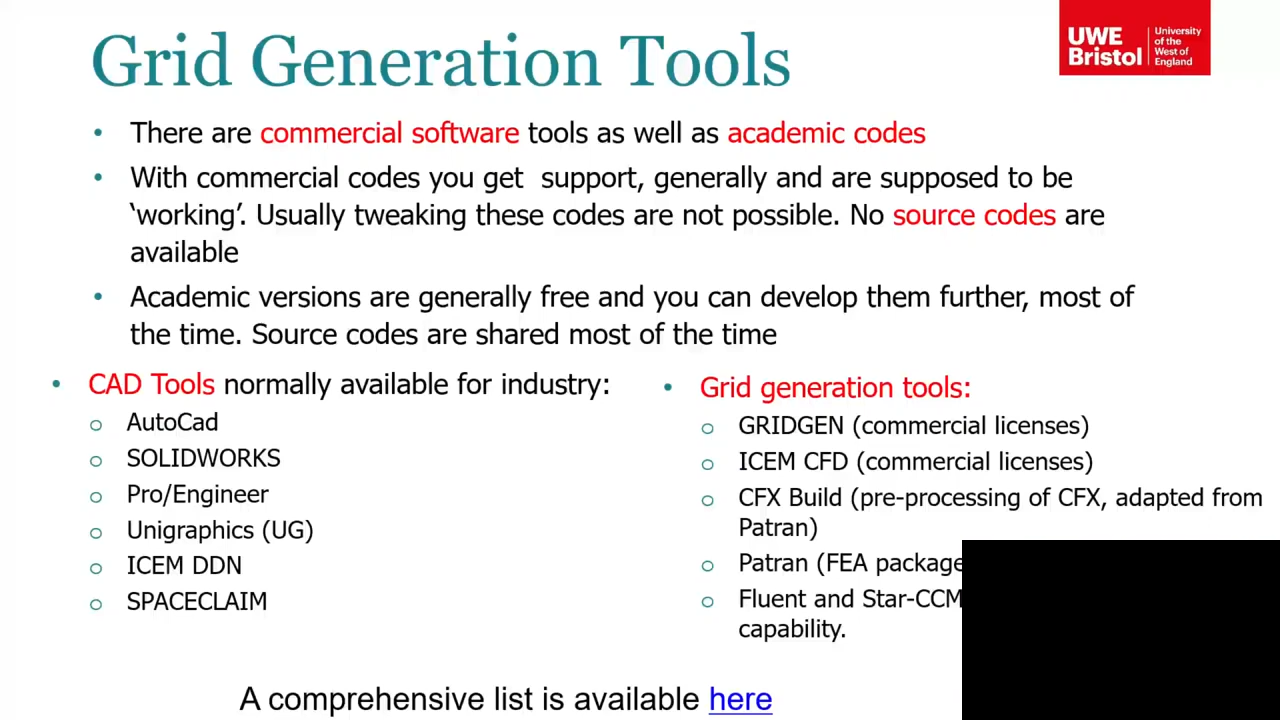 Grid Generation Tools
UWE Bristol
University of the West of England
• There are commercial software tools as well as academic codes
• With commercial codes you get support, generally and are supposed to be
‘working’. Usually tweaking these codes are not possible. No source codes are
available
• Academic versions are generally free and you can develop them further, most of
the time. Source codes are shared most of the time
• CAD Tools normally available for industry:
o AutoCad
o SOLIDWORKS
o Pro/Engineer
o Unigraphics (UG)
o ICEM DDN
o SPACECLAIM
• Grid generation tools:
o GRIDGEN (commercial licenses)
o ICEM CFD (commercial licenses)
o CFX Build (pre-processing of CFX, adapted from
Patran)
o Patran (FEA package
o Fluent and Star-CCM
capability.
A comprehensive list is available here